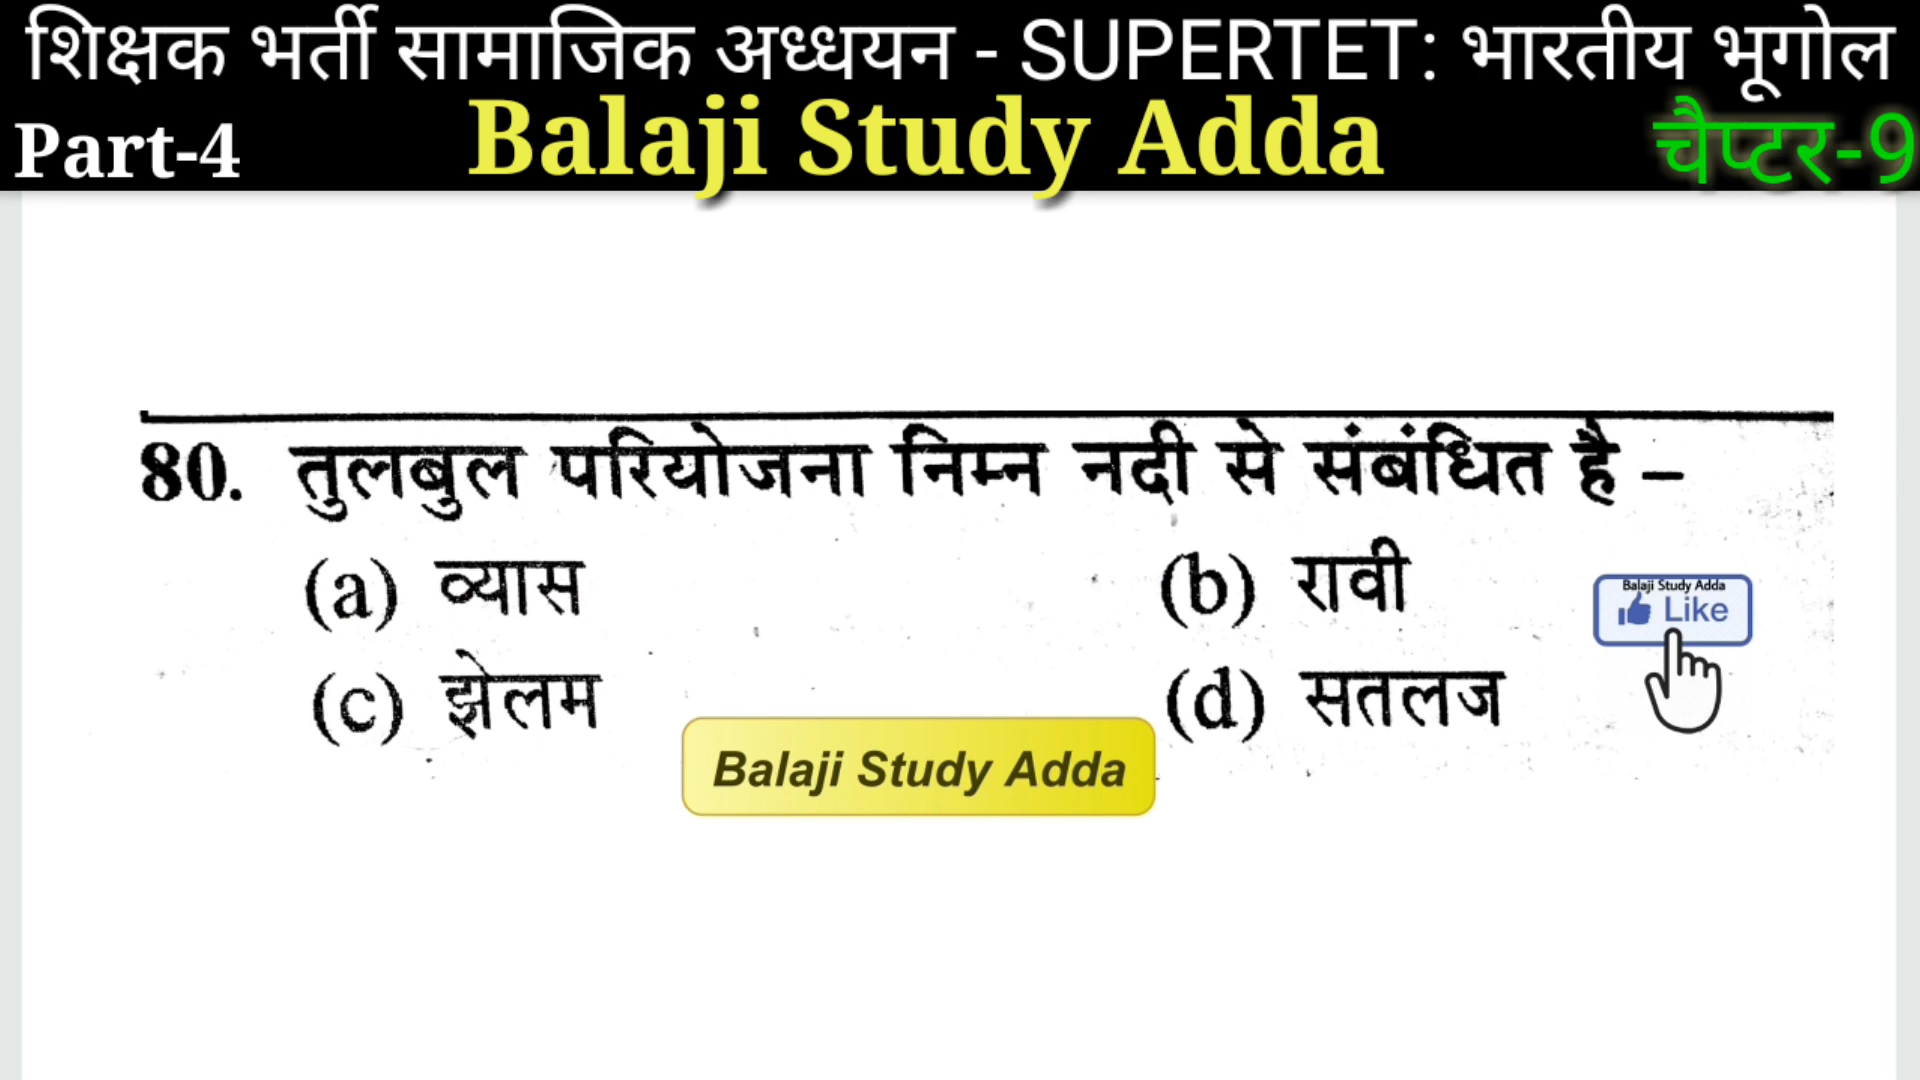 शिक्षक भर्ती सामाजिक अध्धयन - SUPERTET: भारतीय भूगोल
Part-4 Balaji Study Adda चैप्टर-9
80. तुलबुल परियोजना निम्न नदी से संबंधित है –
(a) व्यास (b) रावी
Balaji Study Adda
Like
(c) झेलम (d) सतलज
Balaji Study Adda